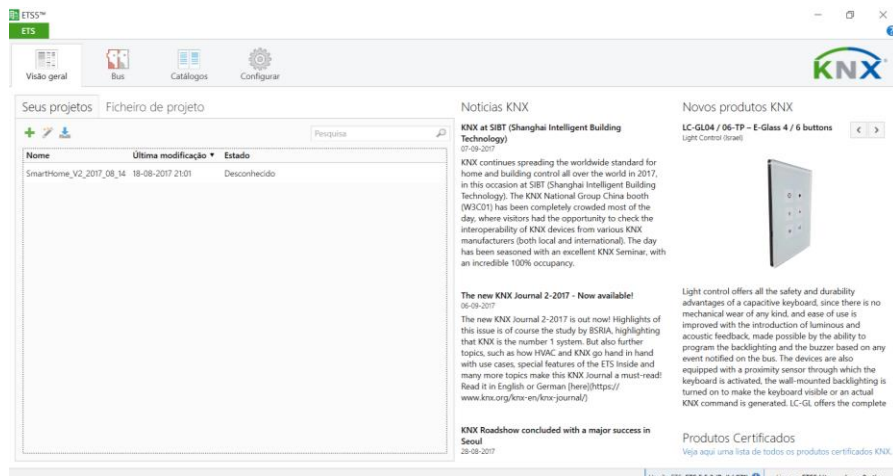 ETS5™
ETS
Visão geral
Bus
Catálogos
Configurar
KNX
Seus projetos
Ficheiro de projeto
Pesquisa
Nome Última modificação Estado
SmartHome_V2_2017_08_14 18-08-2017 21:01 Desconhecido
Noticias KNX
KNX at SIBT (Shanghai Intelligent Building
Technology)
07-09-2017
KNX continues spreading the worldwide standard for
home and building control all over the world in 2017,
in this occasion at SIBT (Shanghai Intelligent Building
Technology). The KNX National Group China booth
(W3C01) has been completely crowded most of the
day, where visitors had the opportunity to check the
interoperability of KNX devices from various KNX
manufacturers (both local and international). The day
has been seasoned with an excellent KNX Seminar, with
an incredible 100% occupancy.
The new KNX Journal 2-2017 - Now available!
06-09-2017
The new KNX Journal 2-2017 is out now! Highlights of
this issue is of course the study by BSRIA, highlighting
that KNX is the number 1 system. But also further
topics, such as how HVAC and KNX go hand in hand
with use cases, special features of the ETS Inside and
many more topics make this KNX Journal a must-read!
Read it in English or German [here](https://
www.knx.org/knx-en/knx-journal/)
KNX Roadshow concluded with a major success in
Seoul
28-08-2017
Novos produtos KNX
LC-GL04 / 06-TP – E-Glass 4 / 6 buttons
Light Control (Israel)
Light control offers all the safety and durability
advantages of a capacitive keyboard, since there is no
mechanical wear of any kind, and ease of use is
improved with the introduction of luminous and
acoustic feedback, made possible by the ability to
program the backlighting and the buzzer based on any
event notified on the bus. The devices are also
equipped with a proximity sensor through which the
keyboard is activated, the wall-mounted backlighting is
turned on to make the keyboard visible or an actual
KNX command is generated. LC-GL offers the complete
Produtos Certificados
Veja aqui uma lista de todos os produtos certificados KNX